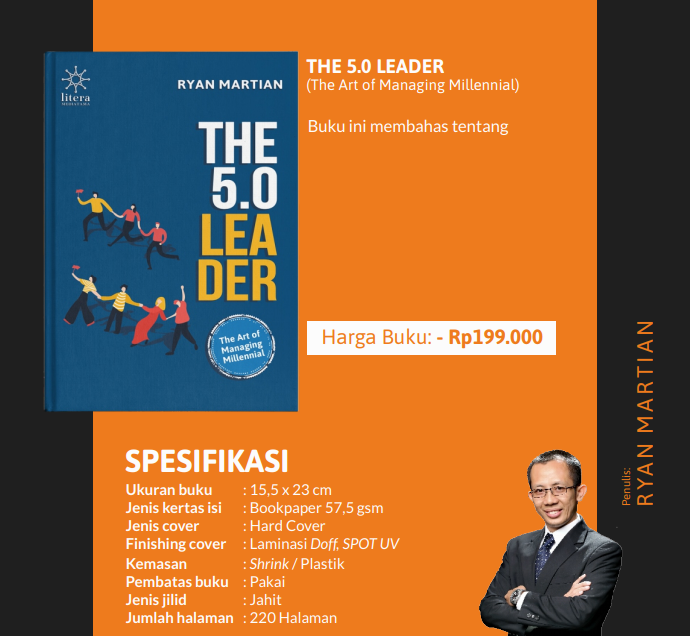 litera
MEDIATAMA
RYAN MARTIAN
THE
5.0
LEA
DER
The Art of
Managing
Millennial
THE 5.0 LEADER
(The Art of Managing Millennial)
Buku ini membahas tentang
Harga Buku: - Rp199.000
SPESIFIKASI
Ukuran buku : 15,5 x 23 cm
Jenis kertas isi : Bookpaper 57,5 gsm
Jenis cover : Hard Cover
Finishing cover : Laminasi Doff, SPOT UV
Kemasan : Shrink / Plastik
Pembatas buku : Pakai
Jenis jilid : Jahit
Jumlah halaman : 220 Halaman
Penulis:
RYAN MARTIAN